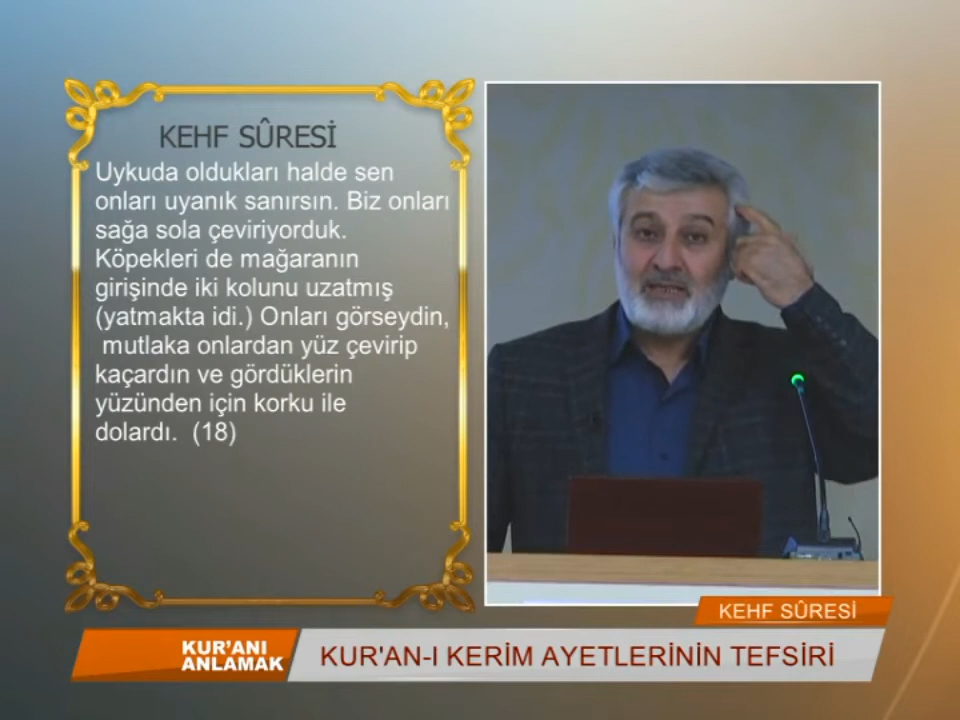 KEHF SÛRESİ
Uykuda oldukları halde sen
onları uyanık sanırsın. Biz onları
sağa sola çeviriyorduk.
Köpekleri de mağaranın
girişinde iki kolunu uzatmış
(yatmakta idi.) Onları görseydin,
mutlaka onlardan yüz çevirip
kaçardın ve gördüklerin
yüzünden için korku ile
dolardı. (18)
KEHF SÛRESİ
KUR'ANI
ANLAMAK
KUR'AN-I KERİM AYETLERİNİN TEFSİRİ